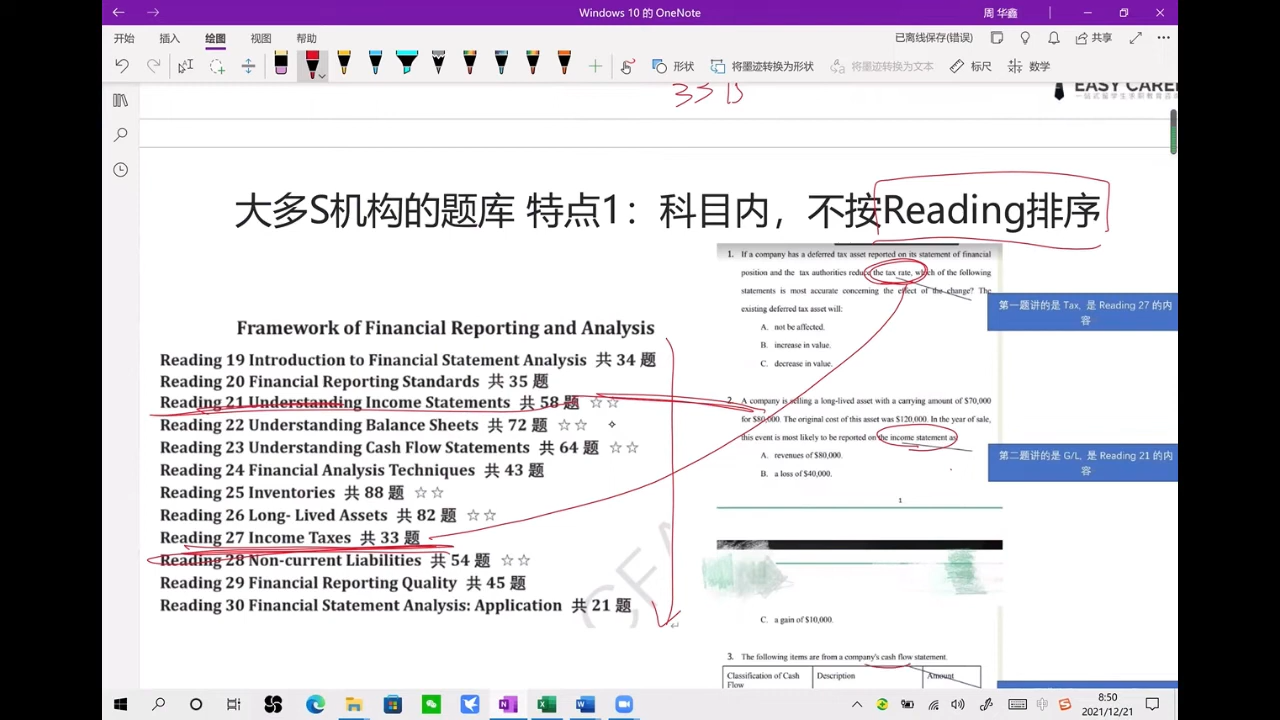 Windows 10 的 OneNote
周 华鑫
开始 插入 绘图 视图 帮助
已离线保存(错误) 共享
形状 将墨迹转换为形状 将墨迹转换为文本 标尺 数学
EASY CAREE
一站式留学生求职教育
大多S机构的题库 特点1：科目内，不按Reading排序
Framework of Financial Reporting and Analysis
Reading 19 Introduction to Financial Statement Analysis 共 34 题
Reading 20 Financial Reporting Standards 共 35 题
Reading 21 Understanding Income Statements 共 58 题 ☆☆
Reading 22 Understanding Balance Sheets 共 72 题 ☆☆
Reading 23 Understanding Cash Flow Statements 共 64 题 ☆☆
Reading 24 Financial Analysis Techniques 共 43 题
Reading 25 Inventories 共 88 题 ☆☆
Reading 26 Long- Lived Assets 共 82 题 ☆☆
Reading 27 Income Taxes 共 33 题
Reading 28 Non-current Liabilities 共 54 题 ☆☆
Reading 29 Financial Reporting Quality 共 45 题
Reading 30 Financial Statement Analysis: Application 共 21 题
CFA
1. If a company has a deferred tax asset reported on its statement of financial
position and the tax authorities reduce the tax rate, which of the following
statements is most accurate concerning the effect of the change? The
existing deferred tax asset will:
A. not be affected.
B. increase in value.
C. decrease in value.
2. A company is selling a long-lived asset with a carrying amount of $70,000
for $80,000. The original cost of this asset was $120,000. In the year of sale,
this event is most likely to be reported on the income statement as:
A. revenues of $80,000.
B. a loss of $40,000.
1
C. a gain of $10,000.
3. The following items are from a company's cash flow statement.
Classification of Cash Flow Description Amount
第一题讲的是 Tax, 是 Reading 27 的内
容
第二题讲的是 G/L, 是 Reading 21 的内
容
8:50
2021/12/21